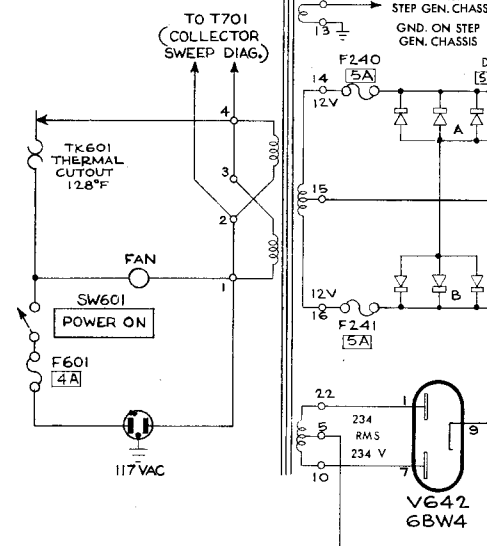 TO T701
(COLLECTOR
SWEEP DIAG.)
STEP GEN. CHASS
13
GND. ON STEP
GEN. CHASSIS
F240
5A
14
12V
4
TK601
THERMAL
CUTOUT
128°F
3
A
15
2
FAN
1
12V
16
B
SW601
POWER ON
F241
5A
F601
4A
22
1
234
5
RMS
9
234 V
10
7
117 VAC
V642
6BW4